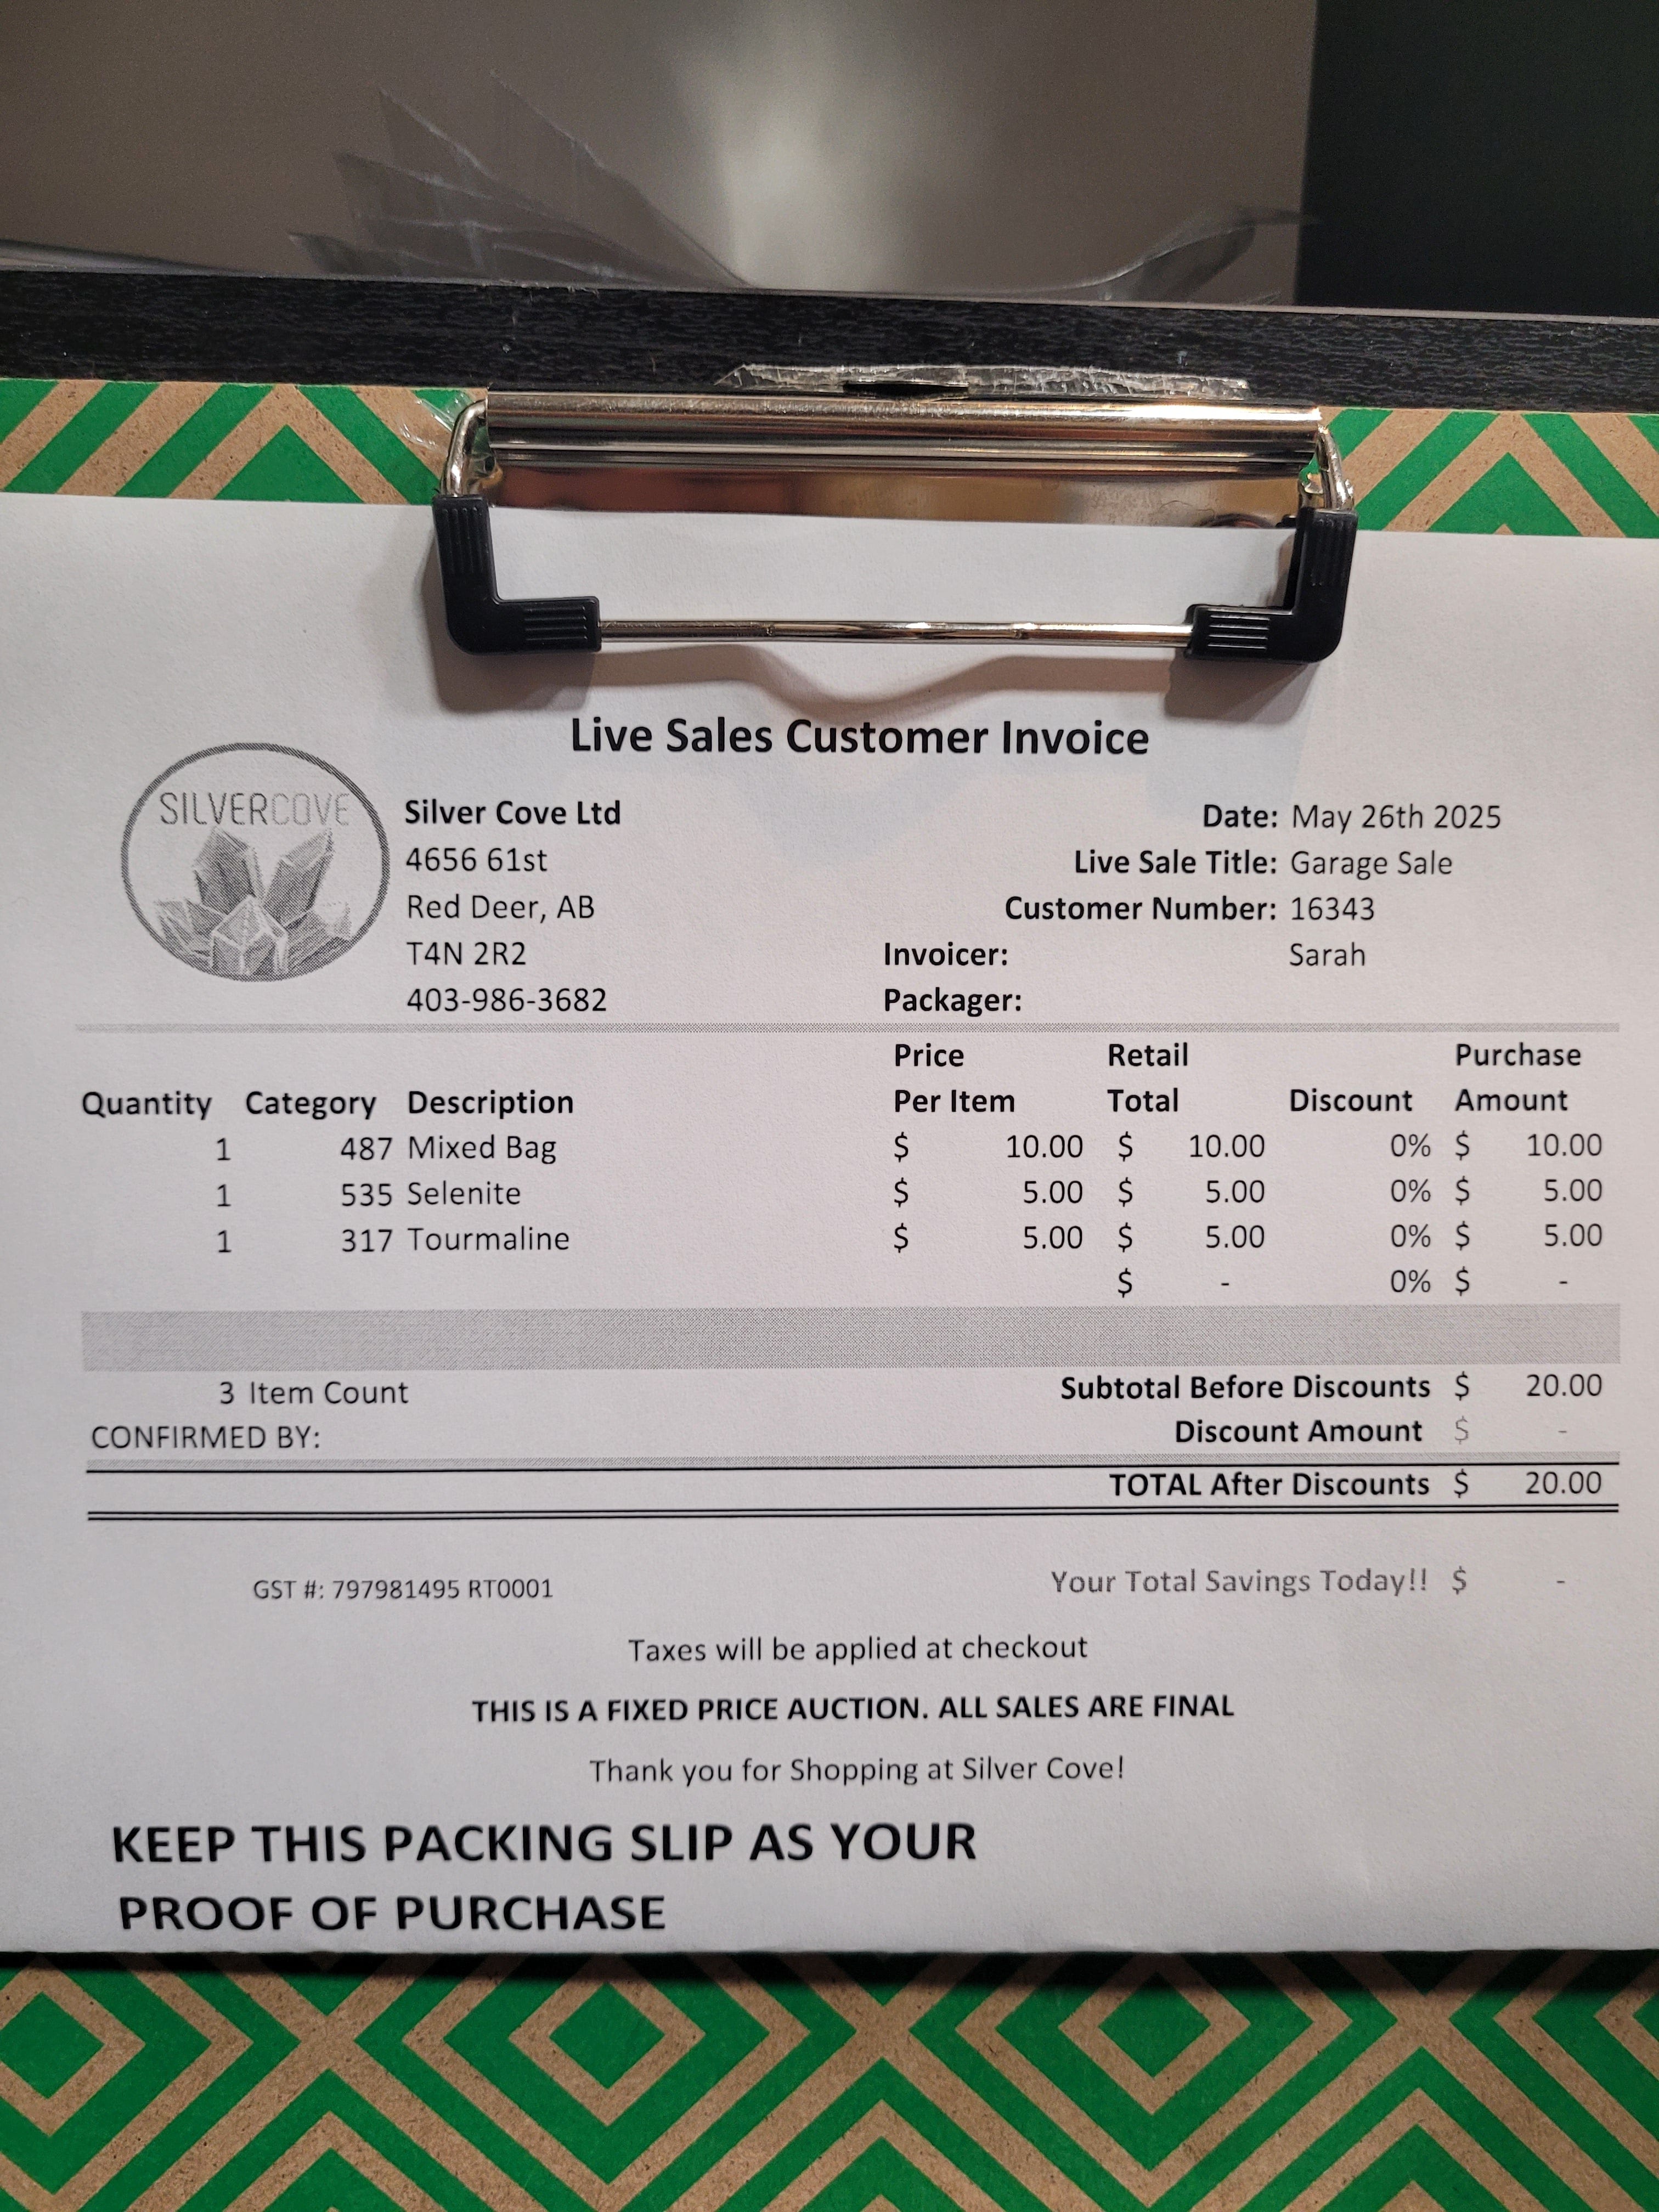 Live Sales Customer Invoice
SILVERCOVE
Silver Cove Ltd
4656 61st
Red Deer, AB
T4N 2R2
403-986-3682
Date: May 26th 2025
Live Sale Title: Garage Sale
Customer Number: 16343
Invoicer: Sarah
Packager:
Price Retail Purchase
Quantity Category Description Per Item Total Discount Amount
1 487 Mixed Bag $ 10.00 $ 10.00 0% $ 10.00
1 535 Selenite $ 5.00 $ 5.00 0% $ 5.00
1 317 Tourmaline $ 5.00 $ 5.00 0% $ 5.00
$ - 0% $ -
3 Item Count Subtotal Before Discounts $ 20.00
CONFIRMED BY: Discount Amount $ -
TOTAL After Discounts $ 20.00
GST #: 797981495 RT0001 Your Total Savings Today!! $ -
Taxes will be applied at checkout
THIS IS A FIXED PRICE AUCTION. ALL SALES ARE FINAL
Thank you for Shopping at Silver Cove!
KEEP THIS PACKING SLIP AS YOUR
PROOF OF PURCHASE